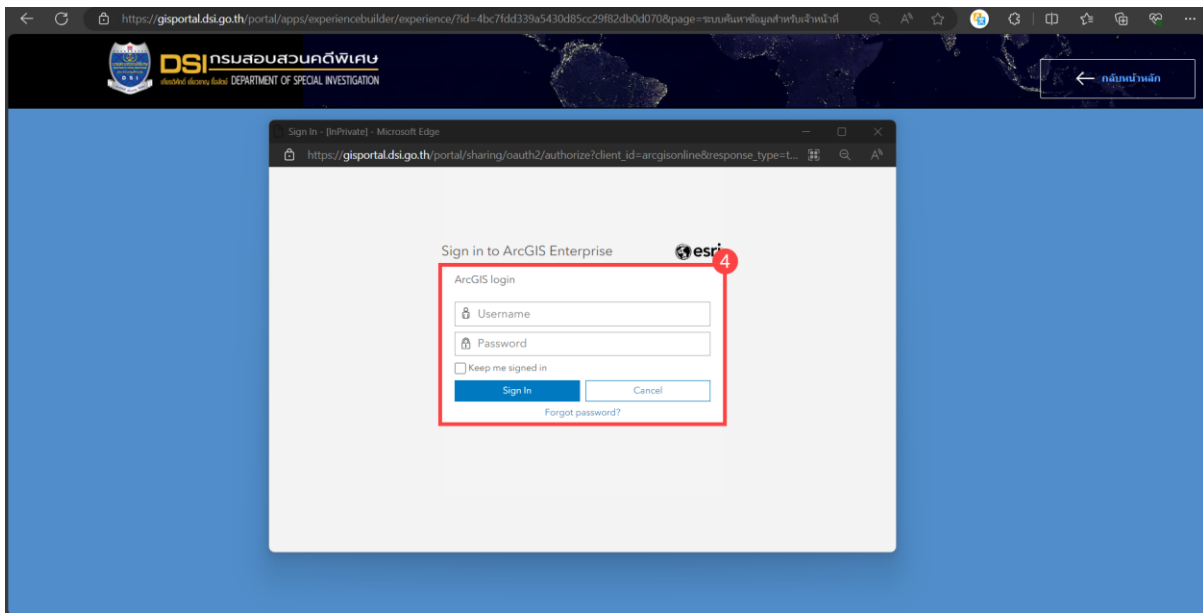 https://gisportal.dsi.go.th/portal/apps/experiencebuilder/experience/?id=4bc7fdd339a5430d85cc29f82db0d070&page=ระบบค้นหาข้อมูลสำหรับเจ้าหน้าที่
DSI กรมสอบสวนคดีพิเศษ
DEPARTMENT OF SPECIAL INVESTIGATION
กลับหน้าหลัก
Sign In - [InPrivate] - Microsoft Edge
https://gisportal.dsi.go.th/portal/sharing/oauth2/authorize?client_id=arcgisonline&response_type=t...
Sign in to ArcGIS Enterprise
esri
4
ArcGIS login
Username
Password
Keep me signed in
Sign In
Cancel
Forgot password?